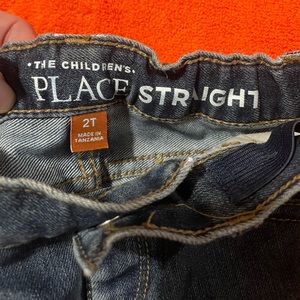 • THE CHILDREN'S •
PLACE STRAIGHT
2T
MADE IN
TANZANIA